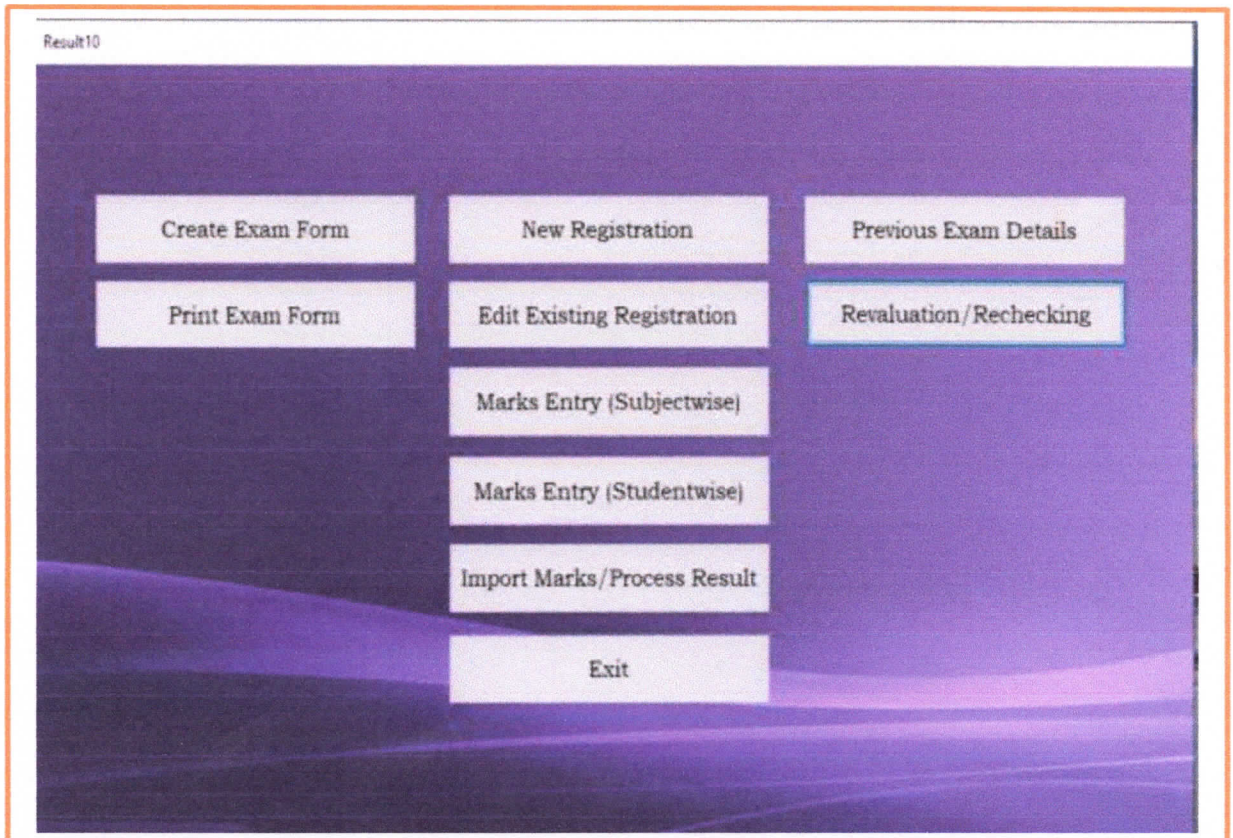 Result10
Create Exam Form
New Registration
Previous Exam Details
Print Exam Form
Edit Existing Registration
Revaluation/Rechecking
Marks Entry (Subjectwise)
Marks Entry (Studentwise)
Import Marks/Process Result
Exit